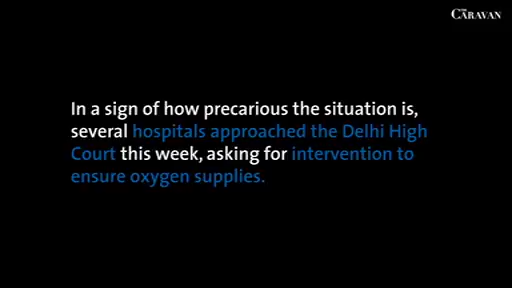 THE CARAVAN
In a sign of how precarious the situation is,
several hospitals approached the Delhi High
Court this week, asking for intervention to
ensure oxygen supplies.